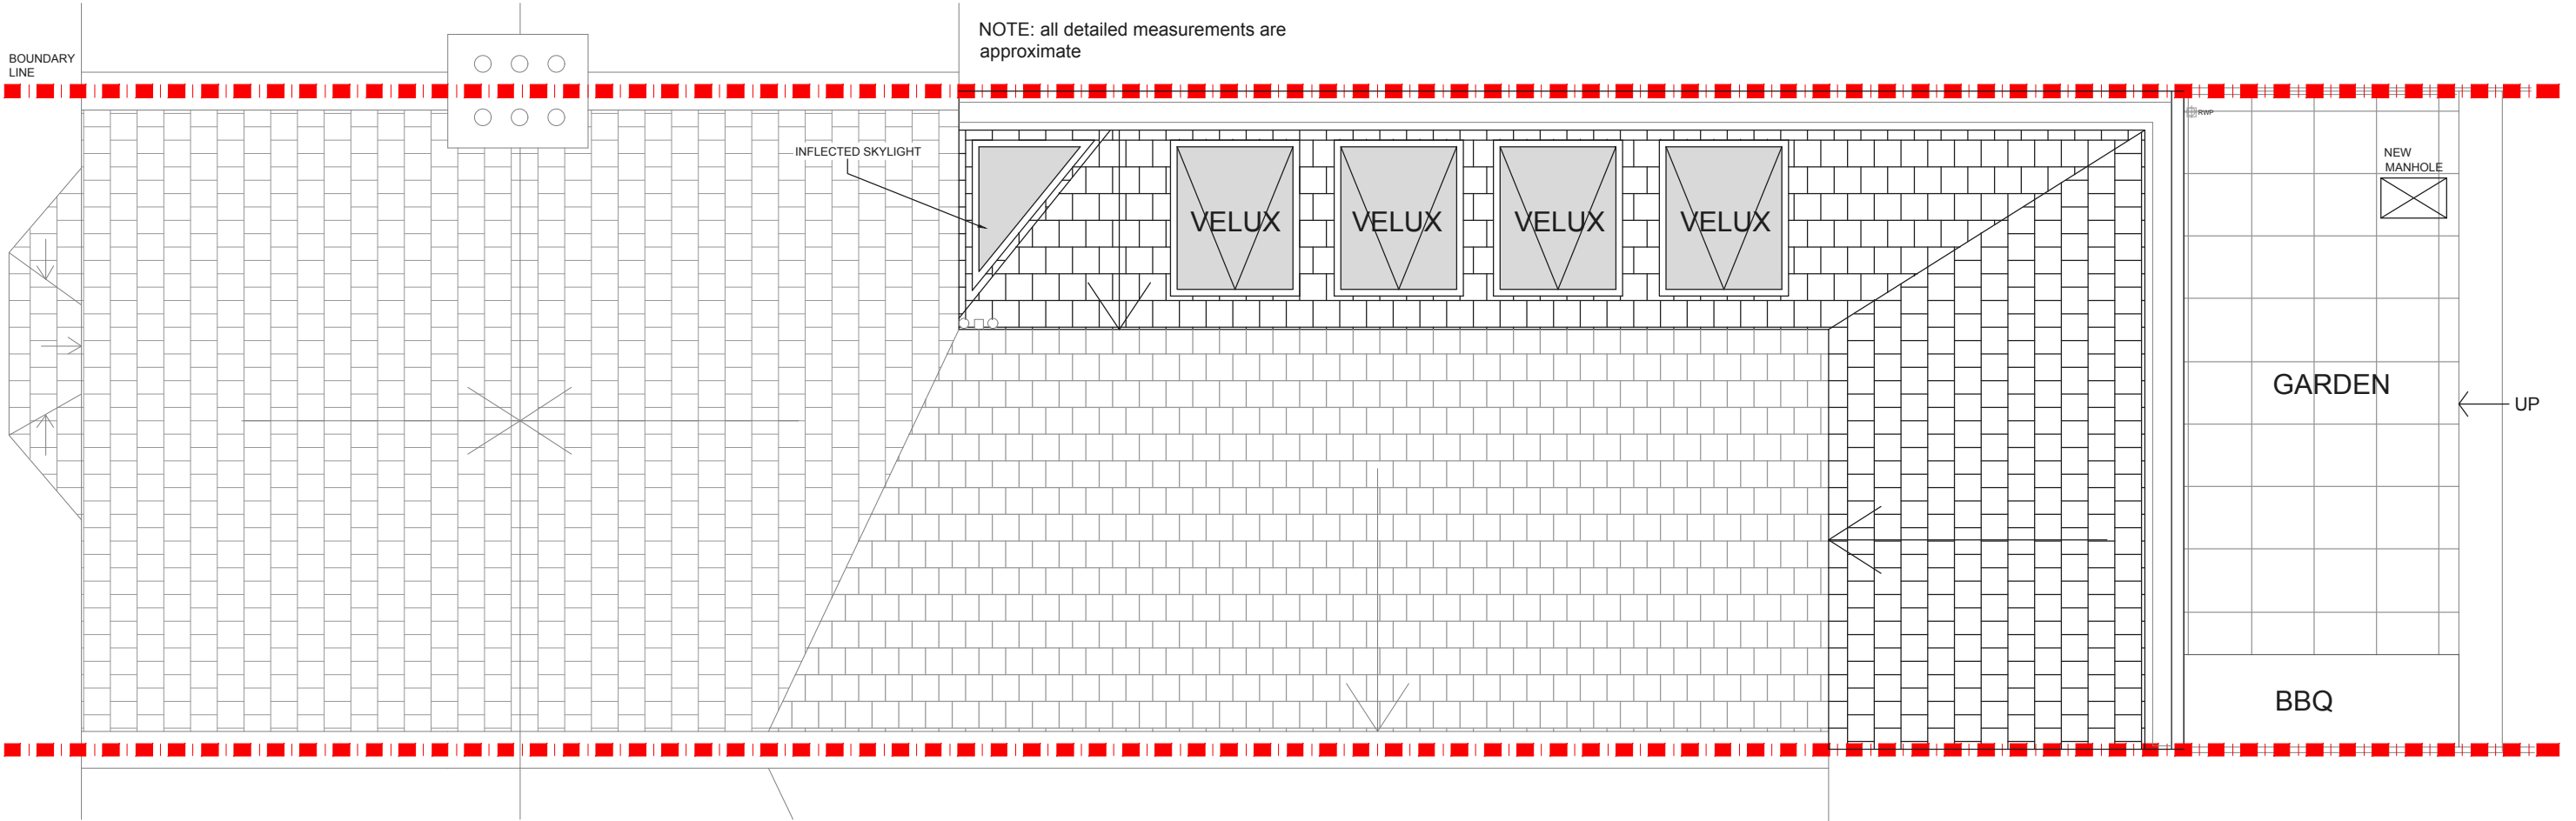 NOTE: all detailed measurements are
approximate
BOUNDARY
LINE
RWP
INFLECTED SKYLIGHT
NEW
MANHOLE
VELUX
VELUX
VELUX
VELUX
GARDEN
UP
BBQ